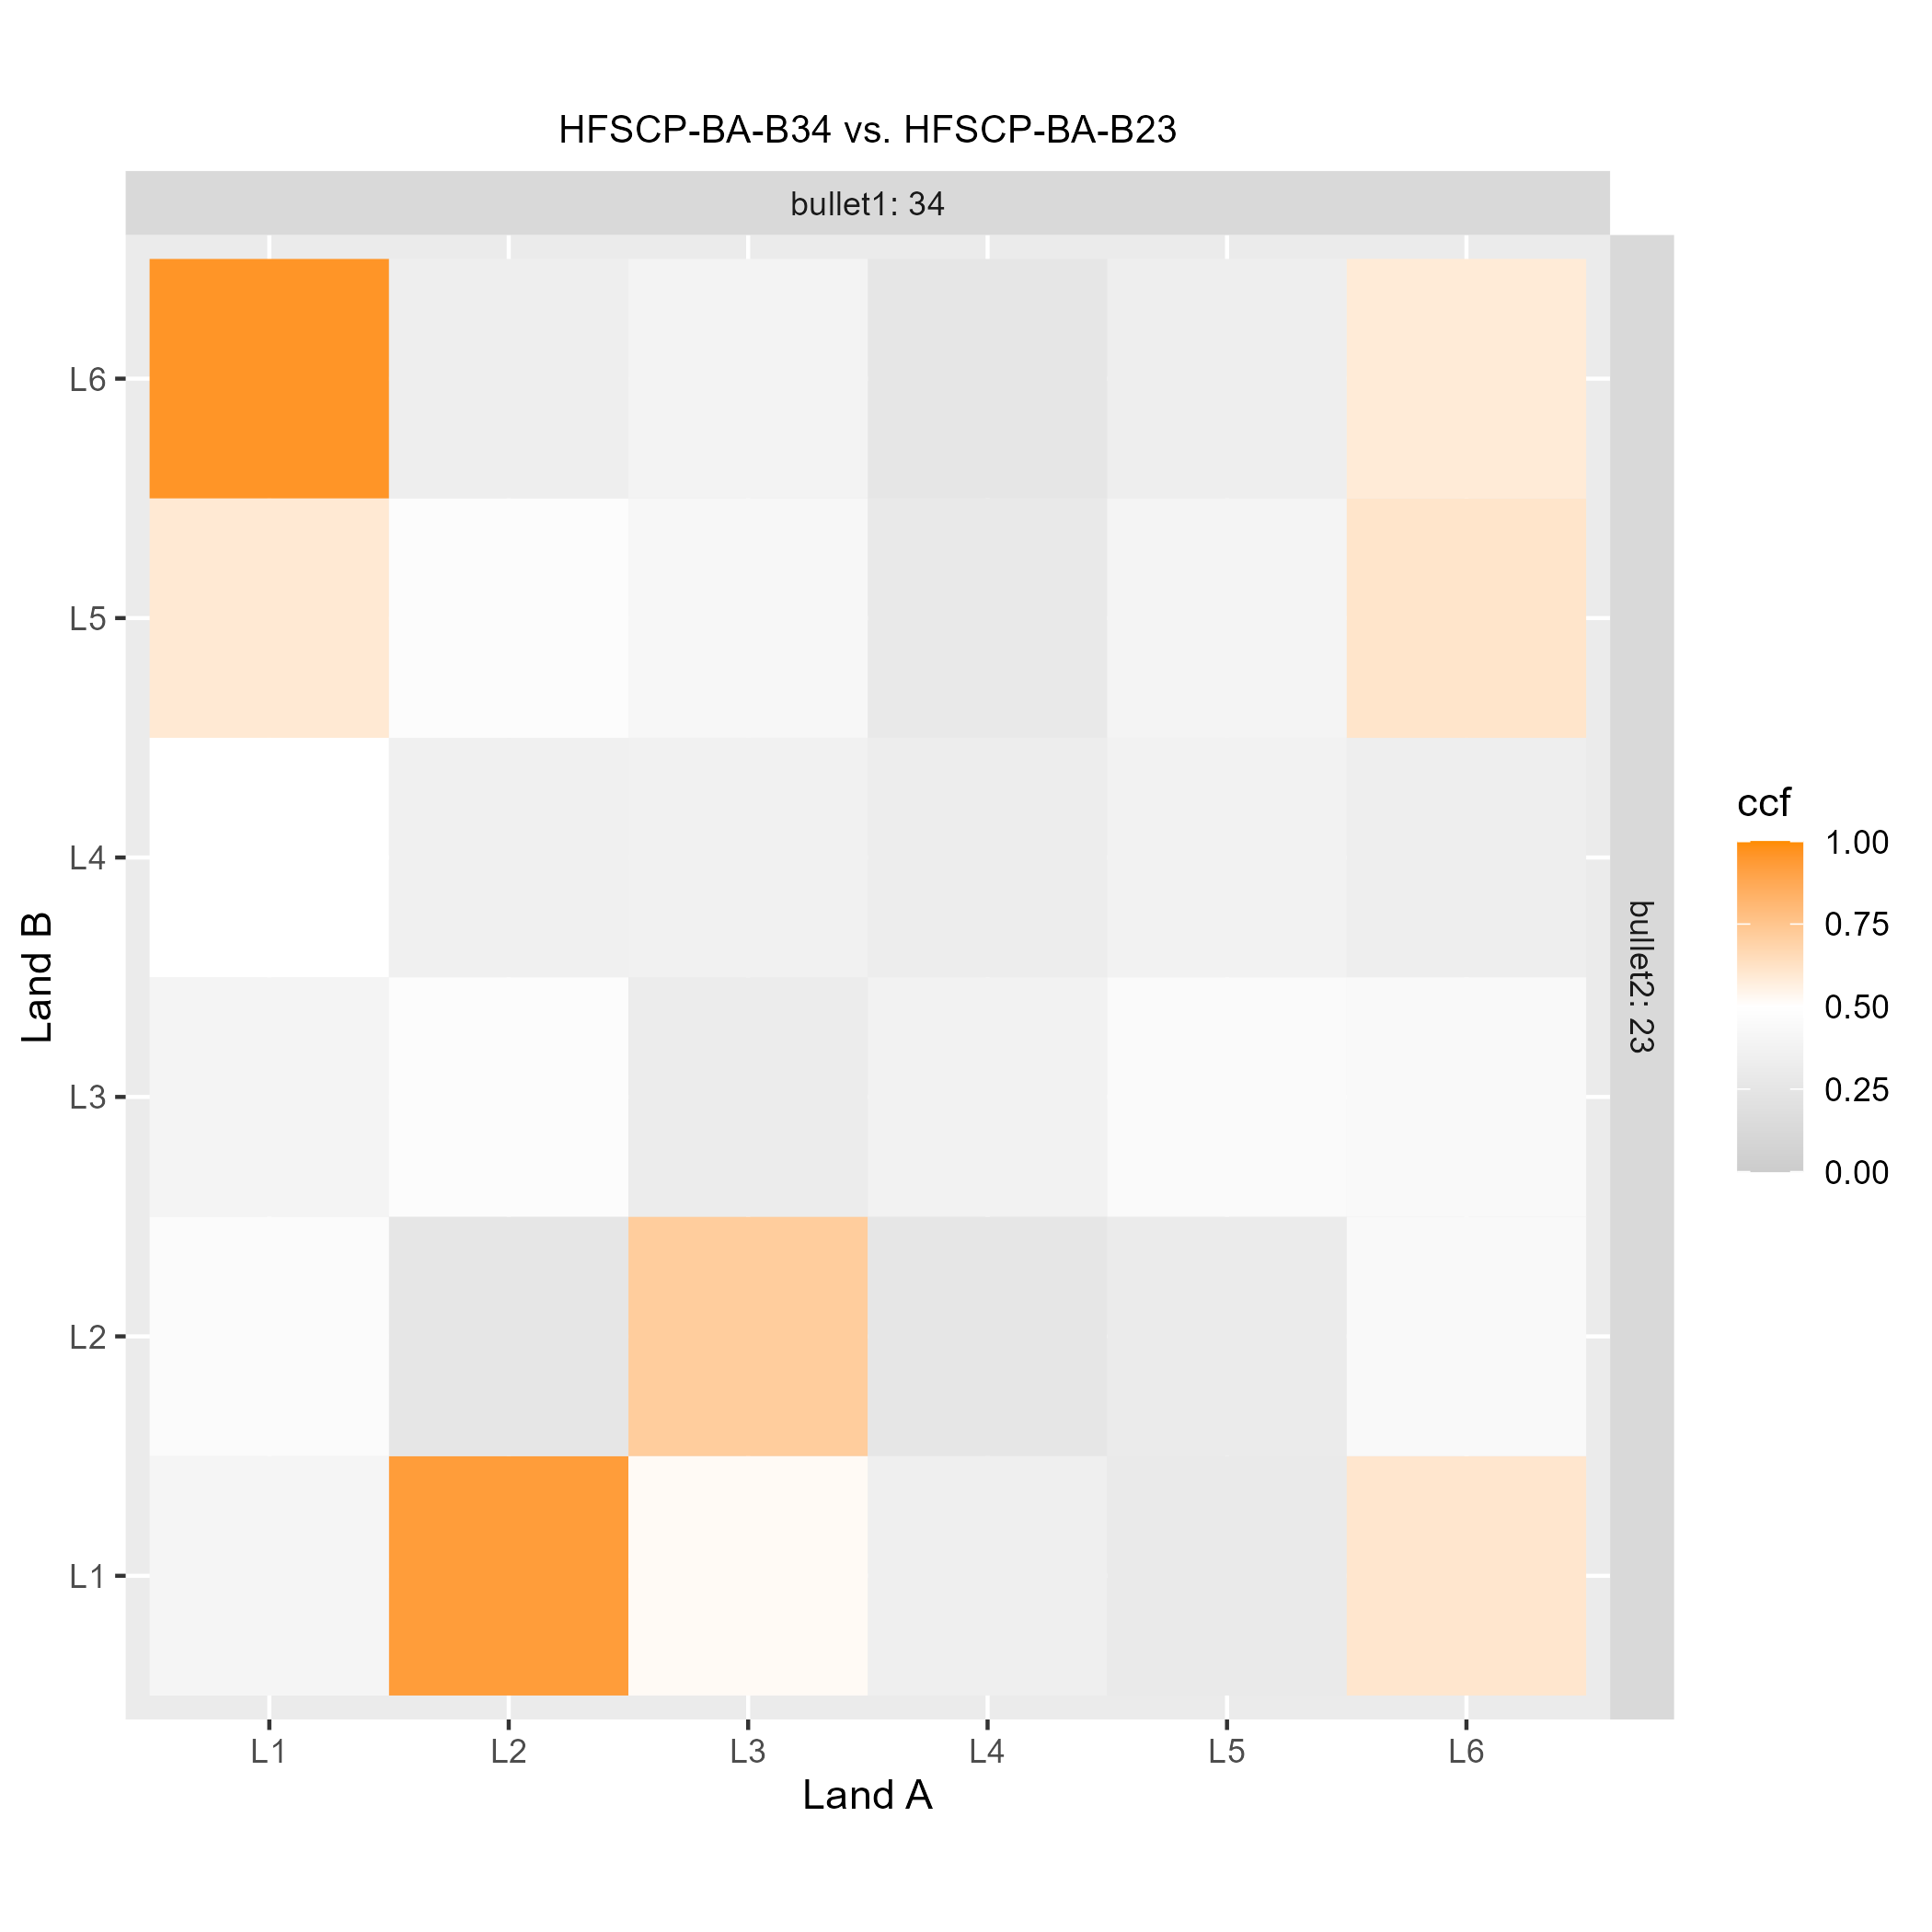 HFSCP-BA-B34 vs. HFSCP-BA-B23
bullet1: 34
L6
L5
L4
L3
L2
L1
Land B
L1 L2 L3 L4 L5 L6
Land A
bullet2: 23
ccf
1.00
0.75
0.50
0.25
0.00